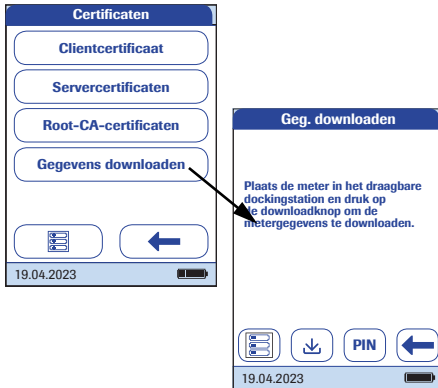 Certificaten
Clientcertificaat
Servercertificaten
Root-CA-certificaten
Gegevens downloaden
19.04.2023
Geg. downloaden
Plaats de meter in het draagbare
dockingstation en druk op
de downloadknop om de
metergegevens te downloaden.
PIN
19.04.2023